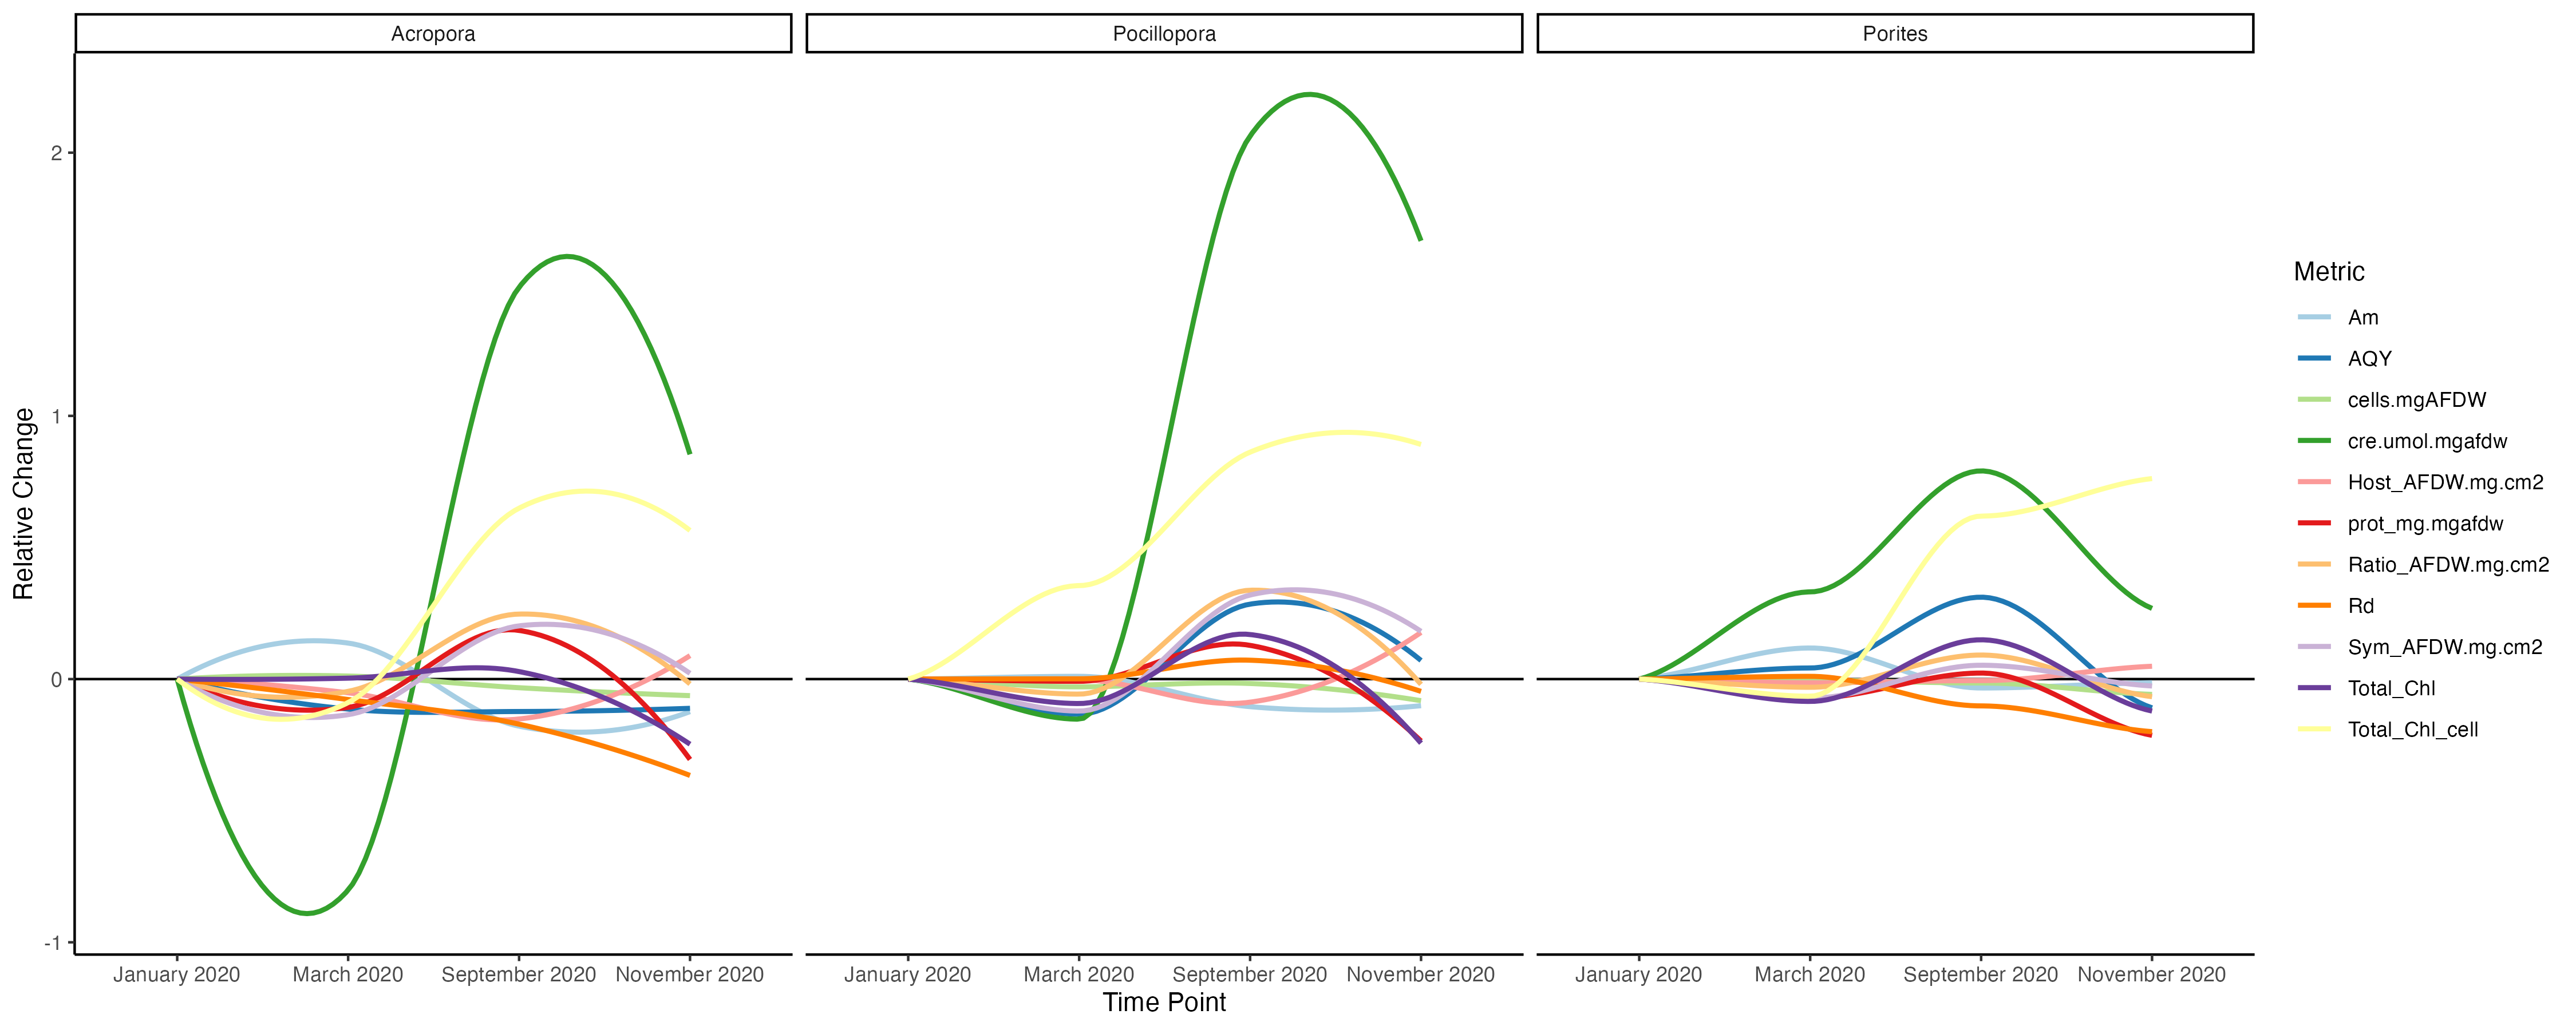 Acropora
Pocillopora
Porites
Relative Change
2
1
0
-1
January 2020
March 2020
September 2020
November 2020
January 2020
March 2020
September 2020
November 2020
January 2020
March 2020
September 2020
November 2020
Time Point
Metric
Am
AQY
cells.mgAFDW
cre.umol.mgafdw
Host_AFDW.mg.cm2
prot_mg.mgafdw
Ratio_AFDW.mg.cm2
Rd
Sym_AFDW.mg.cm2
Total_Chl
Total_Chl_cell